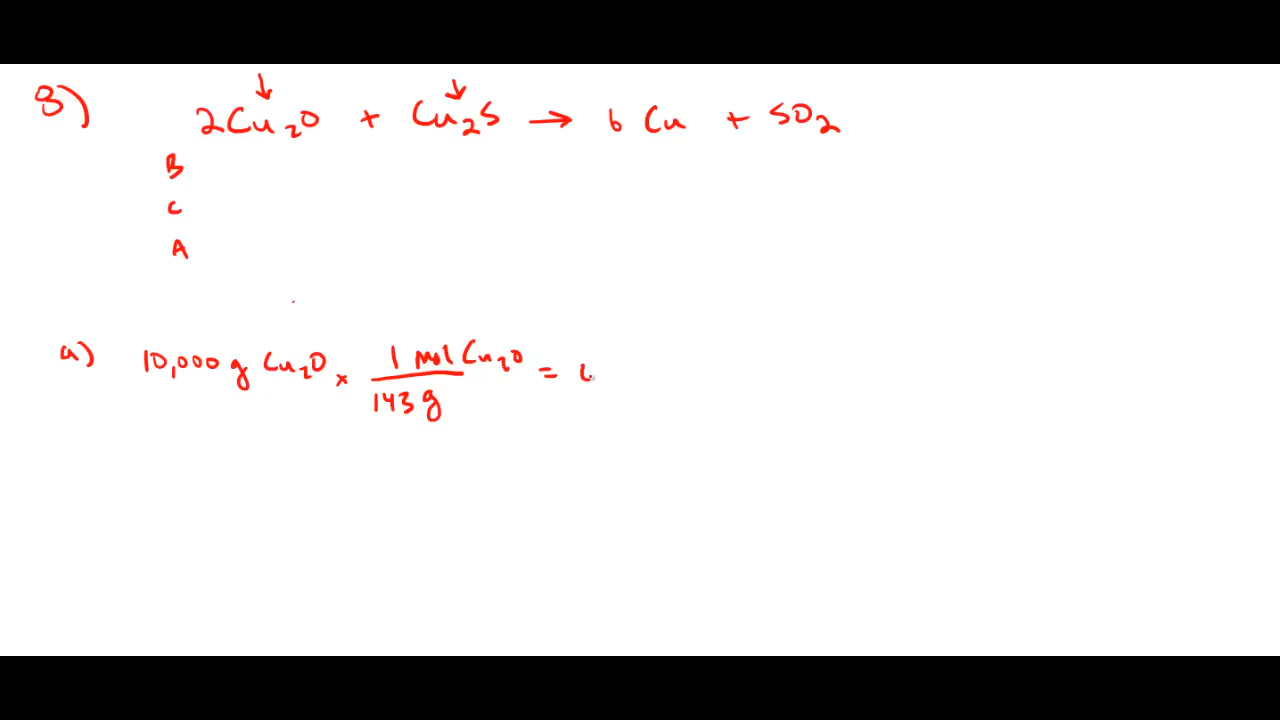 8) 2Cu₂O + Cu₂S → 6 Cu + SO₂
B
C
A
a) 10,000 g Cu₂O x 1 mol Cu₂O =
143 g